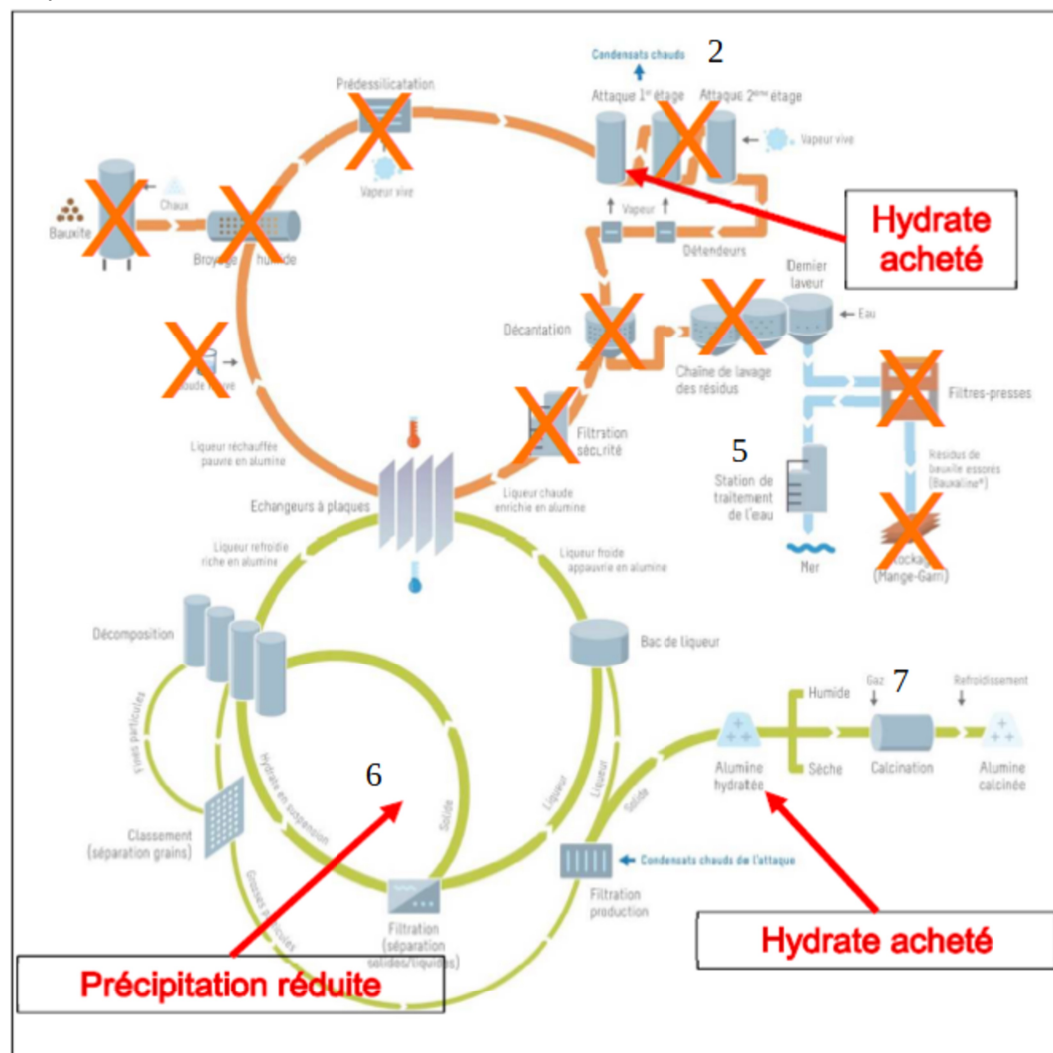 Condensats chauds
2
Prédessilicatation
Attaque 1er étage
Attaque 2ème étage
Vapeur vive
Vapeur vive
Chaux
Bauxite
Broyage humide
Vapeur
Détendeurs
Hydrate
acheté
Dernier
laveur
Eau
Décantation
Chaîne de lavage
des résidus
Filtres-presses
Filtration
sécurité
5
Station de
traitement
de l'eau
Résidus de
bauxite essorés
(Bauxaline®)
Mer
(Mange-Garri)
Liqueur réchauffée
pauvre en alumine
Echangeurs à plaques
Liqueur chaude
enrichie en alumine
Liqueur refroidie
riche en alumine
Liqueur froide
appauvrie en alumine
Décomposition
Bac de liqueur
Fines particules
Hydrate en suspension
6
Solide
Liqueur
Liqueur
Solide
Classement
(séparation grains)
Grosses particules
Filtration
(séparation
solides/liquides)
Condensats chauds de l'attaque
Filtration
production
Humide
Sèche
Gaz
7
Refroidissement
Alumine
hydratée
Calcination
Alumine
calcinée
Précipitation réduite
Hydrate acheté